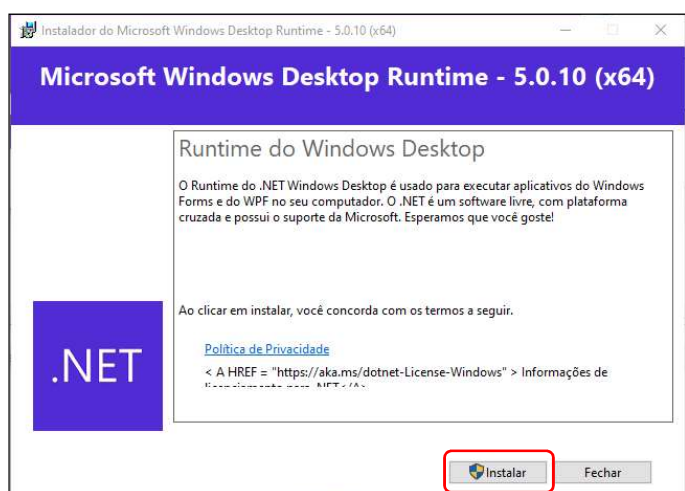 Instalador do Microsoft Windows Desktop Runtime - 5.0.10 (x64)
Microsoft Windows Desktop Runtime - 5.0.10 (x64)
Runtime do Windows Desktop
O Runtime do .NET Windows Desktop é usado para executar aplicativos do Windows
Forms e do WPF no seu computador. O .NET é um software livre, com plataforma
cruzada e possui o suporte da Microsoft. Esperamos que você goste!
Ao clicar em instalar, você concorda com os termos a seguir.
.NET
Política de Privacidade
< A HREF = "https://aka.ms/dotnet-License-Windows" > Informações de
Instalar
Fechar